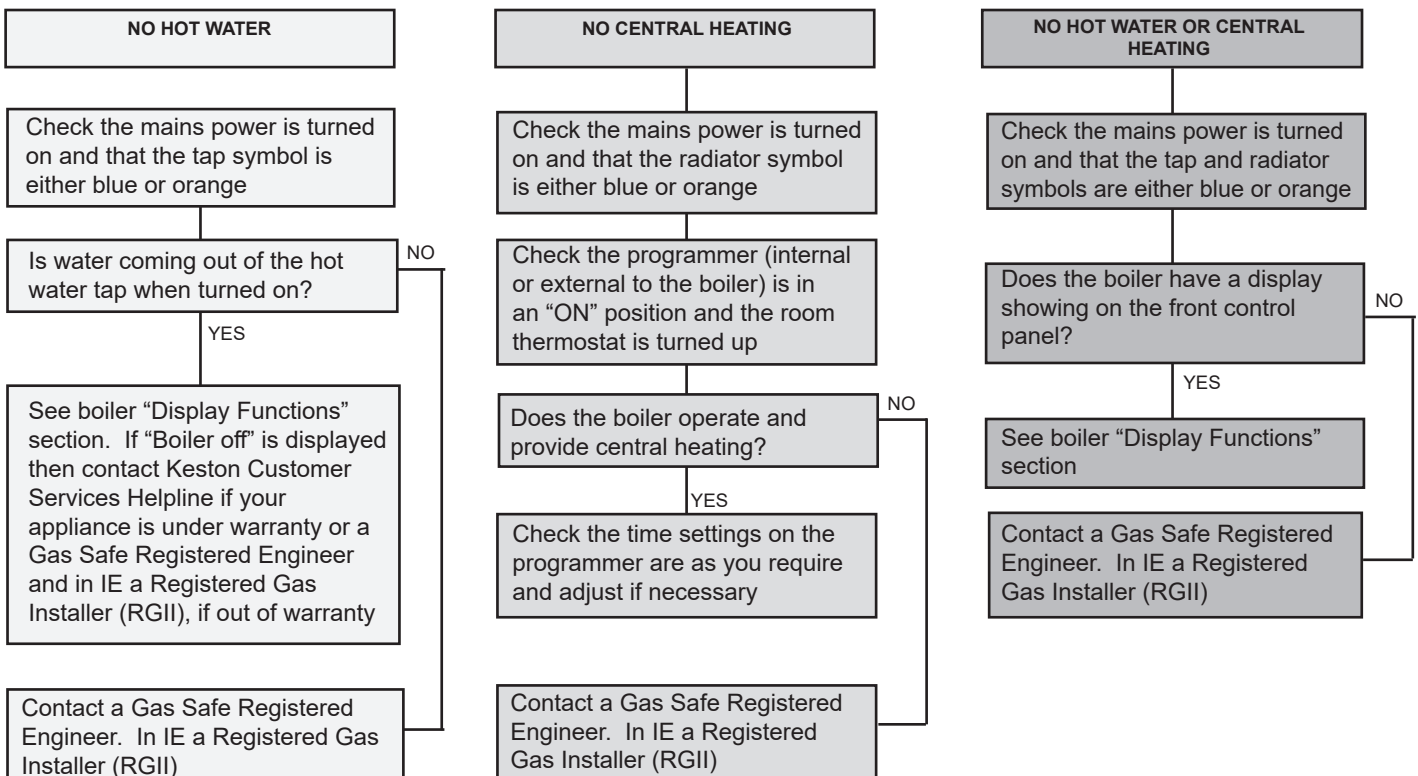 NO HOT WATER
Check the mains power is turned
on and that the tap symbol is
either blue or orange
Is water coming out of the hot
water tap when turned on?
NO
YES
See boiler “Display Functions”
section. If “Boiler off” is displayed
then contact Keston Customer
Services Helpline if your
appliance is under warranty or a
Gas Safe Registered Engineer
and in IE a Registered Gas
Installer (RGII), if out of warranty
Contact a Gas Safe Registered
Engineer. In IE a Registered Gas
Installer (RGII)
NO CENTRAL HEATING
Check the mains power is turned
on and that the radiator symbol
is either blue or orange
Check the programmer (internal
or external to the boiler) is in
an “ON” position and the room
thermostat is turned up
Does the boiler operate and
provide central heating?
NO
YES
Check the time settings on the
programmer are as you require
and adjust if necessary
Contact a Gas Safe Registered
Engineer. In IE a Registered
Gas Installer (RGII)
NO HOT WATER OR CENTRAL
HEATING
Check the mains power is turned
on and that the tap and radiator
symbols are either blue or orange
Does the boiler have a display
showing on the front control
panel?
NO
YES
See boiler “Display Functions”
section
Contact a Gas Safe Registered
Engineer. In IE a Registered
Gas Installer (RGII)